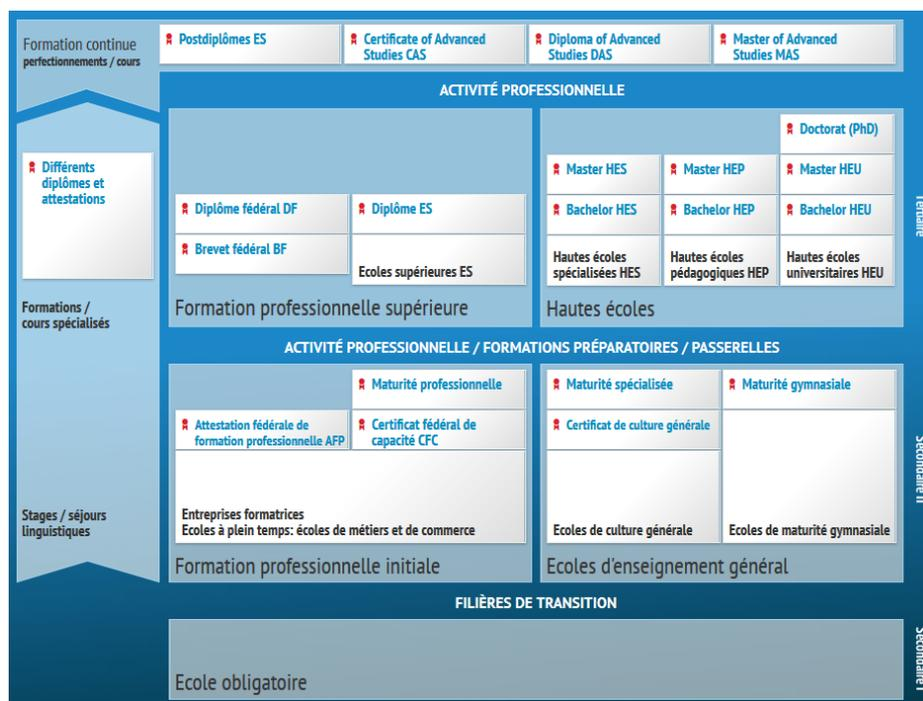 Formation continue
perfectionnements / cours
Postdiplômes ES
Certificate of Advanced
Studies CAS
Diploma of Advanced
Studies DAS
Master of Advanced
Studies MAS
ACTIVITÉ PROFESSIONNELLE
Différents
diplômes et
attestations
Formations /
cours spécialisés
Stages / séjours
linguistiques
Diplôme fédéral DF
Brevet fédéral BF
Diplôme ES
Ecoles supérieures ES
Formation professionnelle supérieure
Doctorat (PhD)
Master HES
Master HEP
Master HEU
Bachelor HES
Bachelor HEP
Bachelor HEU
Hautes écoles
spécialisées HES
Hautes écoles
pédagogiques HEP
Hautes écoles
universitaires HEU
Hautes écoles
Tertiaire
ACTIVITÉ PROFESSIONNELLE / FORMATIONS PRÉPARATOIRES / PASSERELLES
Maturité professionnelle
Attestation fédérale de
formation professionnelle AFP
Certificat fédéral de
capacité CFC
Entreprises formatrices
Ecoles à plein temps: écoles de métiers et de commerce
Formation professionnelle initiale
Maturité spécialisée
Maturité gymnasiale
Certificat de culture générale
Ecoles de culture générale
Ecoles de maturité gymnasiale
Ecoles d'enseignement général
Secondaire II
FILIÈRES DE TRANSITION
Ecole obligatoire
Secondaire I